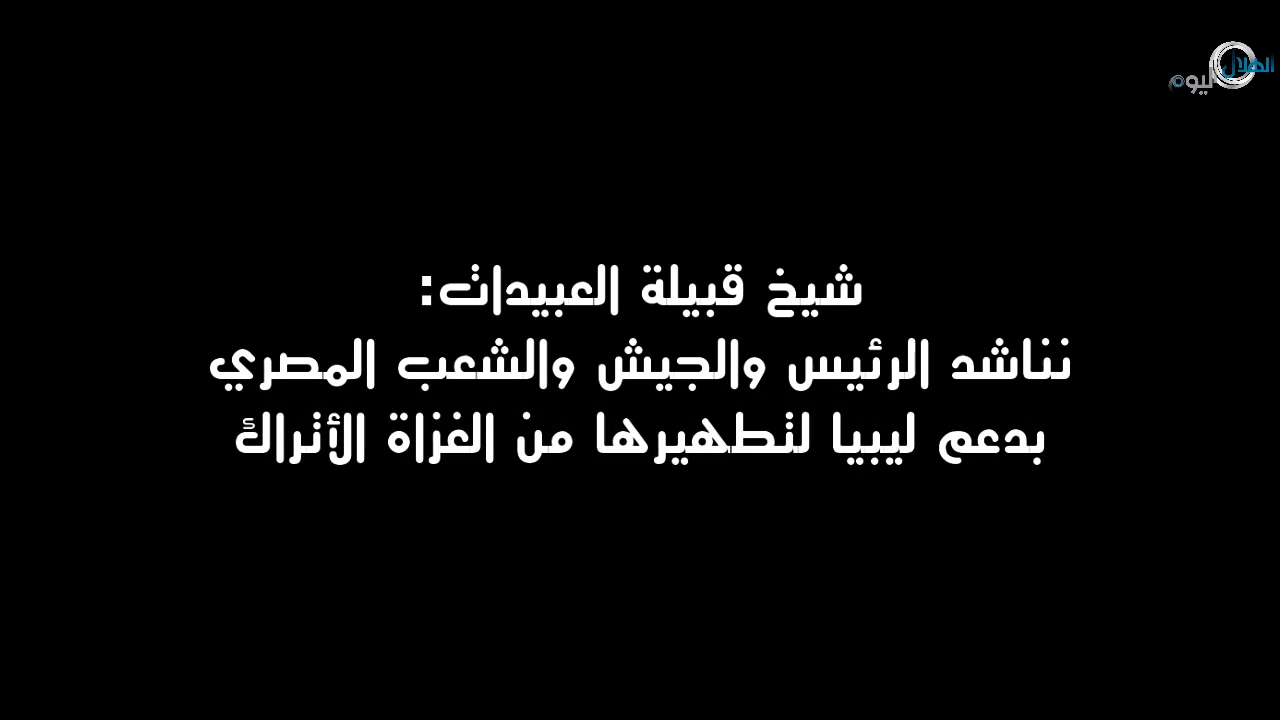 الهلال
اليوم
شيخ قبيلة العبيدات:
نناشد الرئيس والجيش والشعب المصري
بدعم ليبيا لتطهيرها من الغزاة الأتراك